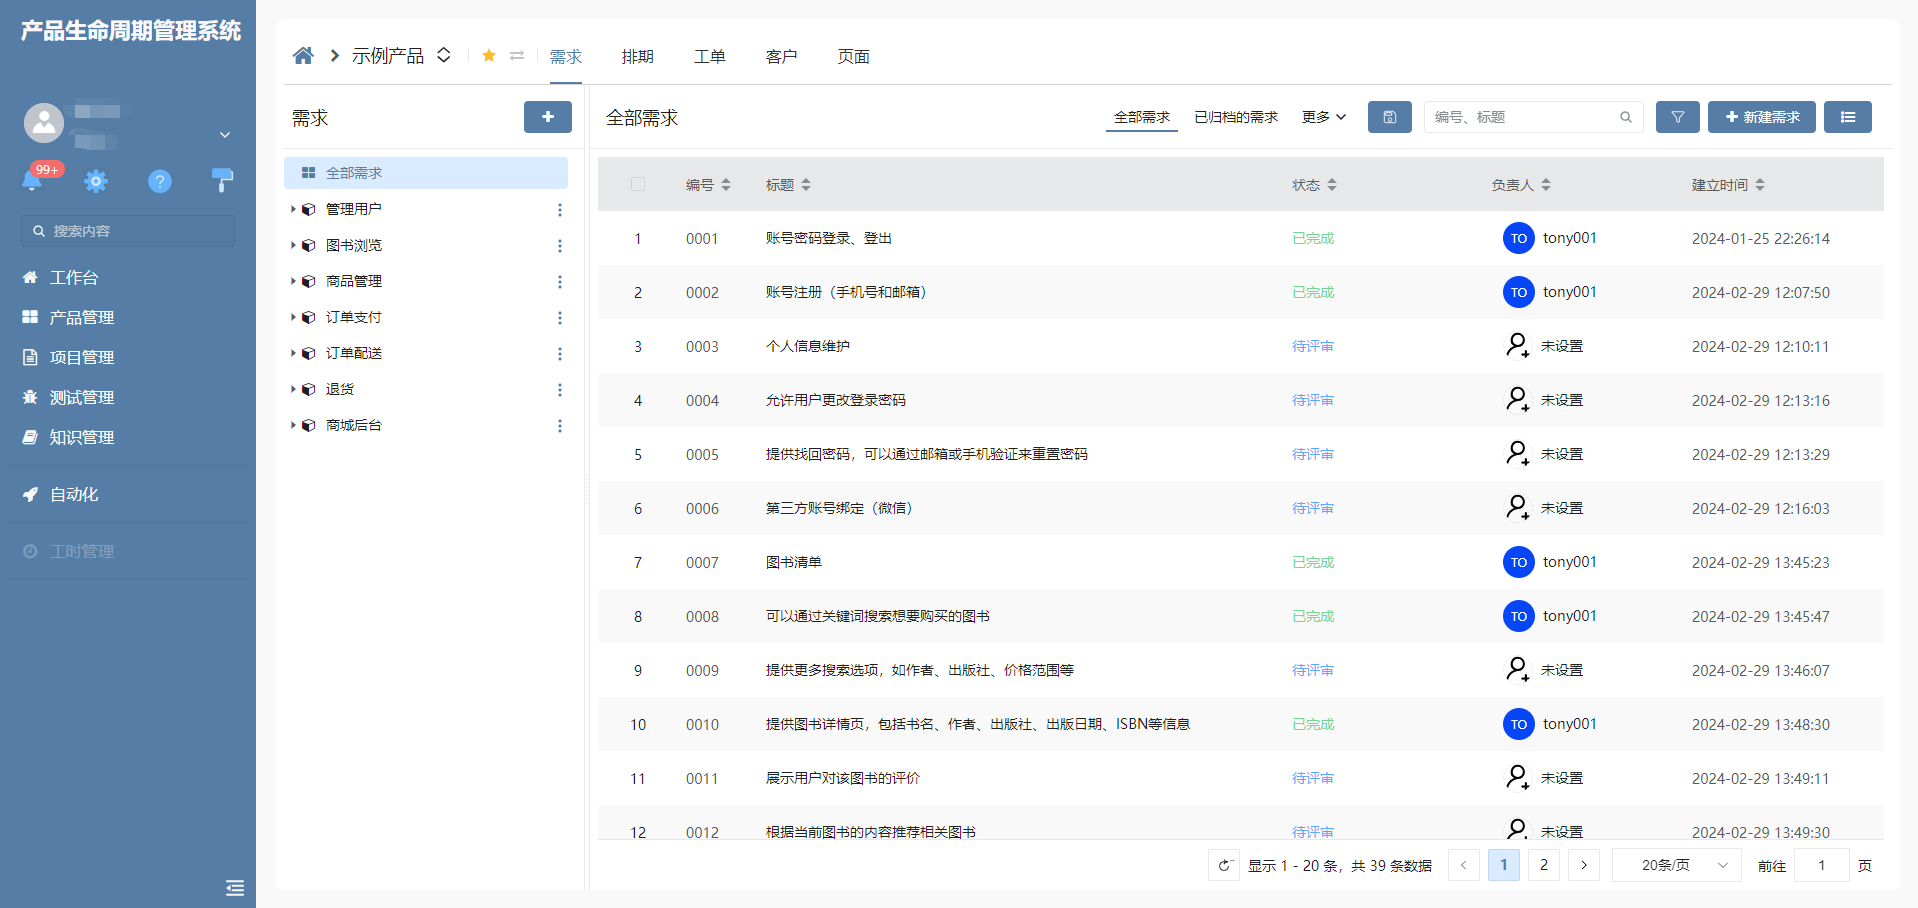 产品生命周期管理系统
99+
搜索内容
工作台
产品管理
项目管理
测试管理
知识管理
自动化
工时管理
示例产品
需求 排期 工单 客户 页面
需求
全部需求
管理用户
图书浏览
商品管理
订单支付
订单配送
退货
商城后台
全部需求 全部需求 已归档的需求 更多 编号、标题 新建需求
编号 标题 状态 负责人 建立时间
1 0001 账号密码登录、登出 已完成 TO tony001 2024-01-25 22:26:14
2 0002 账号注册（手机号和邮箱） 已完成 TO tony001 2024-02-29 12:07:50
3 0003 个人信息维护 待评审 未设置 2024-02-29 12:10:11
4 0004 允许用户更改登录密码 待评审 未设置 2024-02-29 12:13:16
5 0005 提供找回密码，可以通过邮箱或手机验证来重置密码 待评审 未设置 2024-02-29 12:13:29
6 0006 第三方账号绑定（微信） 待评审 未设置 2024-02-29 12:16:03
7 0007 图书清单 已完成 TO tony001 2024-02-29 13:45:23
8 0008 可以通过关键词搜索想要购买的图书 已完成 TO tony001 2024-02-29 13:45:47
9 0009 提供更多搜索选项，如作者、出版社、价格范围等 待评审 未设置 2024-02-29 13:46:07
10 0010 提供图书详情页，包括书名、作者、出版社、出版日期、ISBN等信息 已完成 TO tony001 2024-02-29 13:48:30
11 0011 展示用户对该图书的评价 待评审 未设置 2024-02-29 13:49:11
12 0012 根据当前图书的内容推荐相关图书 待评审 未设置 2024-02-29 13:49:30
显示 1 - 20 条，共 39 条数据 1 2 20条/页 前往 1 页